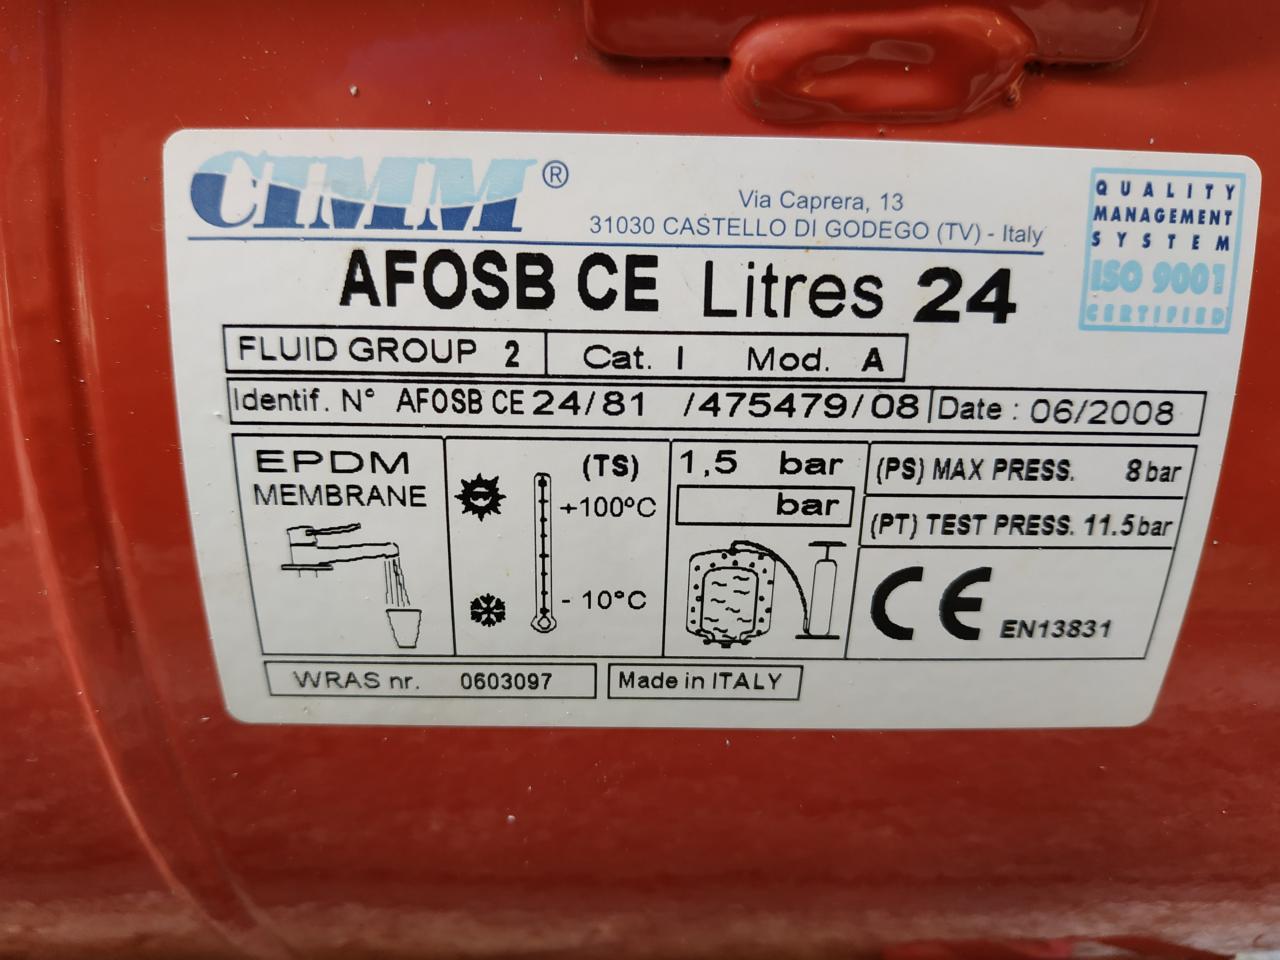 CIMM®
Via Caprera, 13
31030 CASTELLO DI GODEGO (TV) - Italy
QUALITY
MANAGEMENT
SYSTEM
ISO 9001
CERTIFIED
AFOSB CE Litres 24
FLUID GROUP 2 Cat. I Mod. A
Identif. N° AFOSB CE 24/81 /475479/08 Date : 06/2008
EPDM
MEMBRANE
(TS)
+100°C
- 10°C
1,5 bar
bar
(PS) MAX PRESS. 8 bar
(PT) TEST PRESS. 11.5 bar
CE EN13831
WRAS nr. 0603097
Made in ITALY